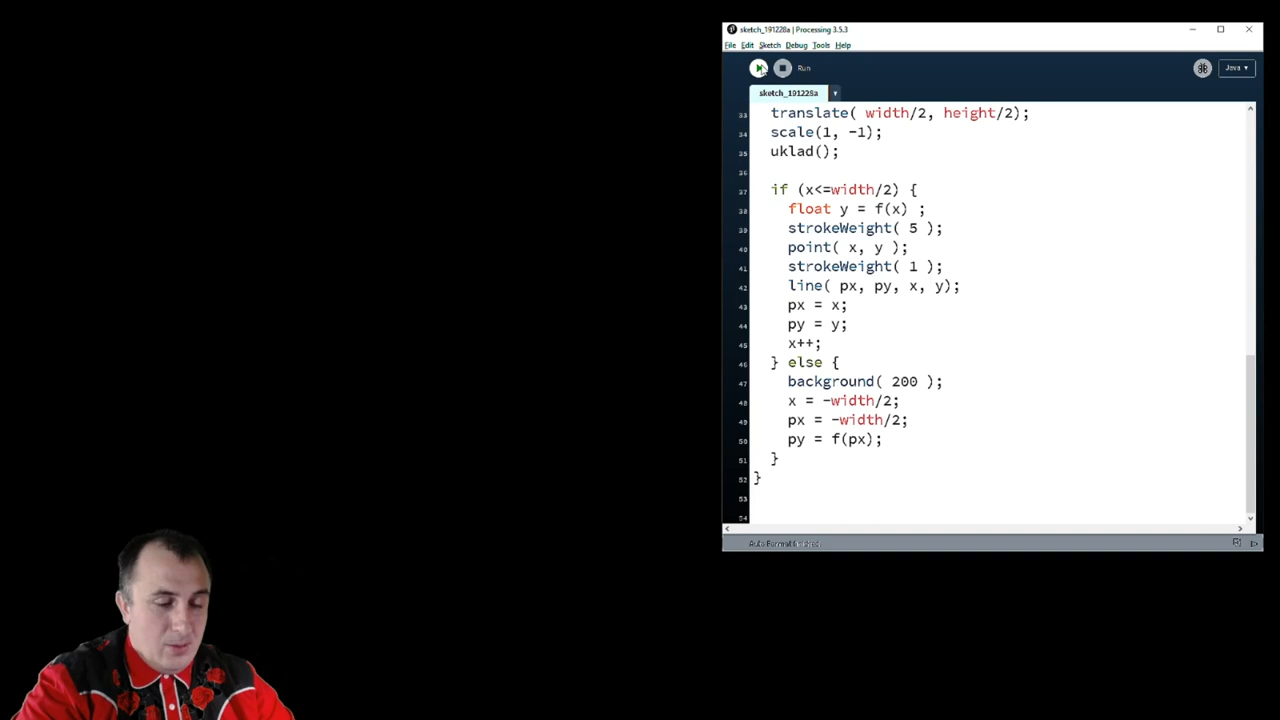 sketch_191228a | Processing 3.5.3
File Edit Sketch Debug Tools Help
Run
Java ▾
sketch_191228a ▾
33 translate( width/2, height/2);
34 scale(1, -1);
35 uklad();
36
37 if (x<=width/2) {
38 float y = f(x) ;
39 strokeWeight( 5 );
40 point( x, y );
41 strokeWeight( 1 );
42 line( px, py, x, y);
43 px = x;
44 py = y;
45 x++;
46 } else {
47 background( 200 );
48 x = -width/2;
49 px = -width/2;
50 py = f(px);
51 }
52 }
53
54
Auto Format finished.